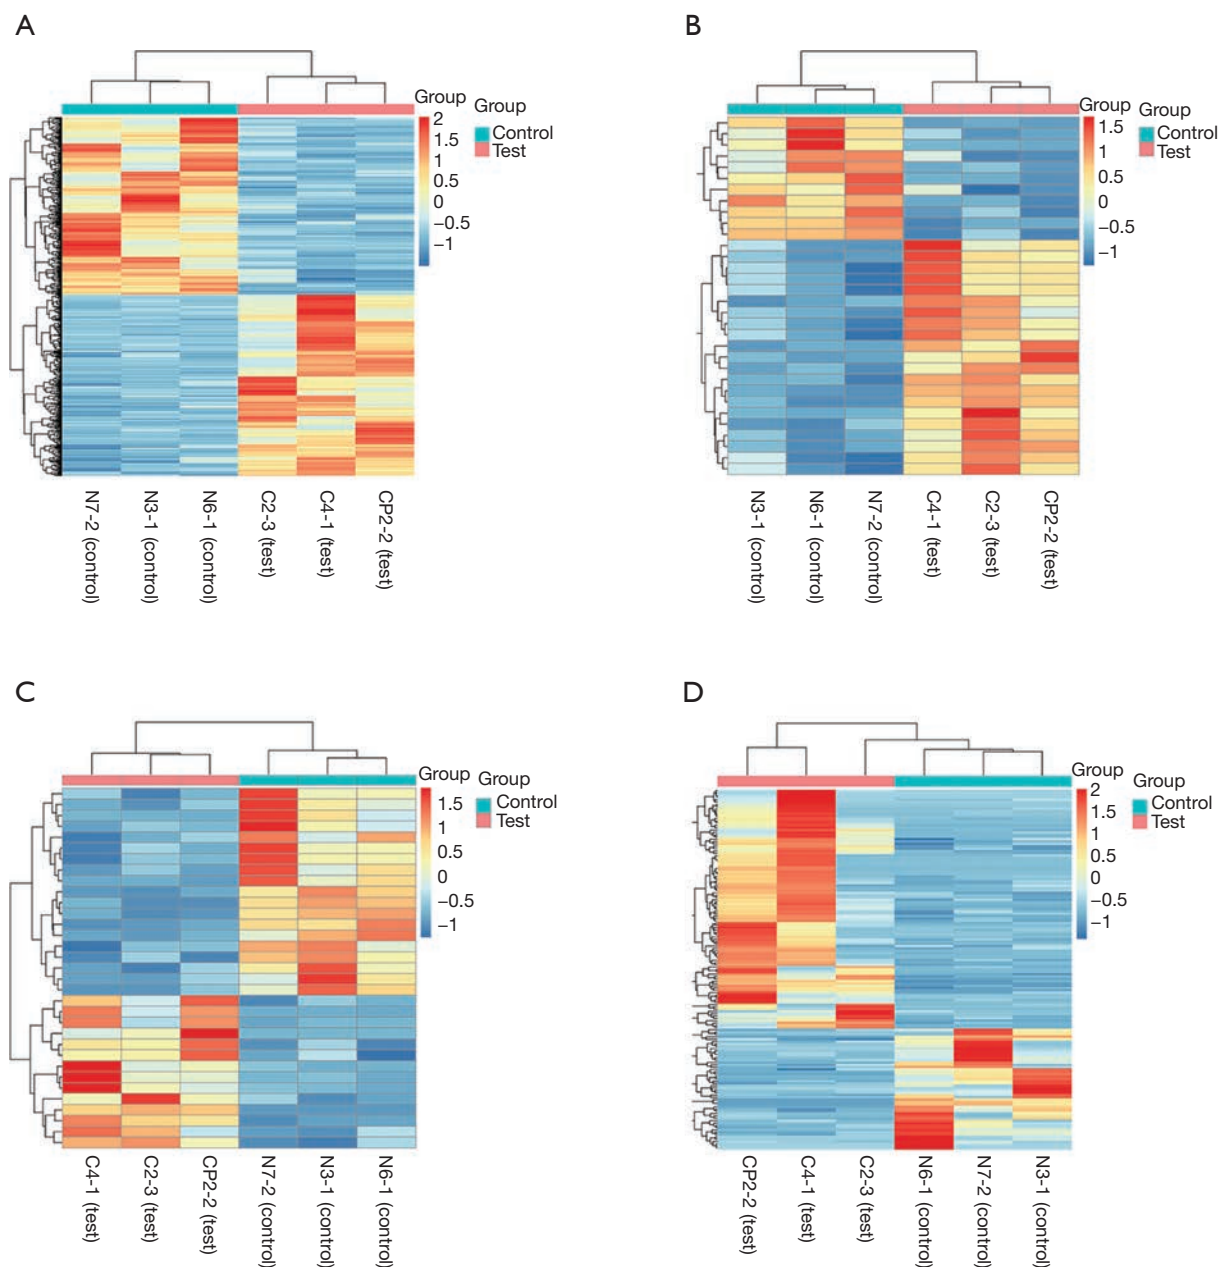 A
Group
2
1.5
0.5
0
−0.5
−1
Group
Control
Test
N7-2 (control)
N3-1 (control)
N6-1 (control)
C2-3 (test)
C4-1 (test)
CP2-2 (test)
B
Group
1.5
1
0.5
0
−0.5
−1
Group
Control
Test
N3-1 (control)
N6-1 (control)
N7-2 (control)
C4-1 (test)
C2-3 (test)
CP2-2 (test)
C
Group
1.5
1
0.5
0
−0.5
−1
Group
Control
Test
C4-1 (test)
C2-3 (test)
CP2-2 (test)
N7-2 (control)
N3-1 (control)
N6-1 (control)
D
Group
2
1.5
1
0.5
0
−0.5
−1
Group
Control
Test
CP2-2 (test)
C4-1 (test)
C2-3 (test)
N6-1 (control)
N7-2 (control)
N3-1 (control)